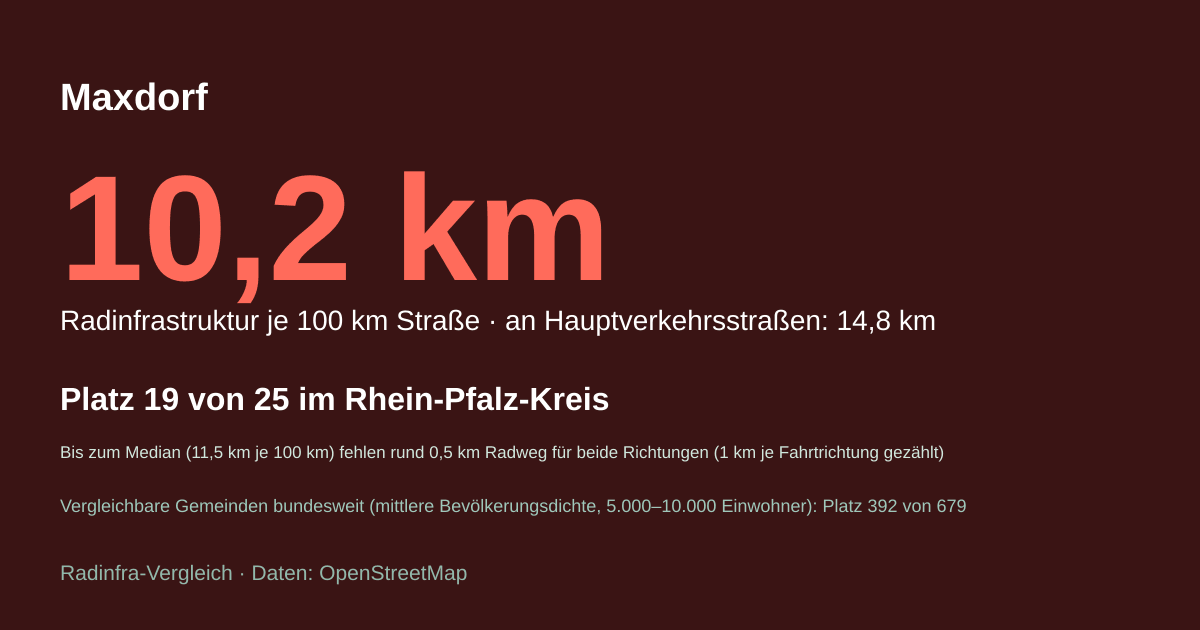 Maxdorf
10,2 km
Radinfrastruktur je 100 km Straße · an Hauptverkehrsstraßen: 14,8 km
Platz 19 von 25 im Rhein-Pfalz-Kreis
Bis zum Median (11,5 km je 100 km) fehlen rund 0,5 km Radweg für beide Richtungen (1 km je Fahrtrichtung gezählt)
Vergleichbare Gemeinden bundesweit (mittlere Bevölkerungsdichte, 5.000–10.000 Einwohner): Platz 392 von 679
Radinfra-Vergleich · Daten: OpenStreetMap